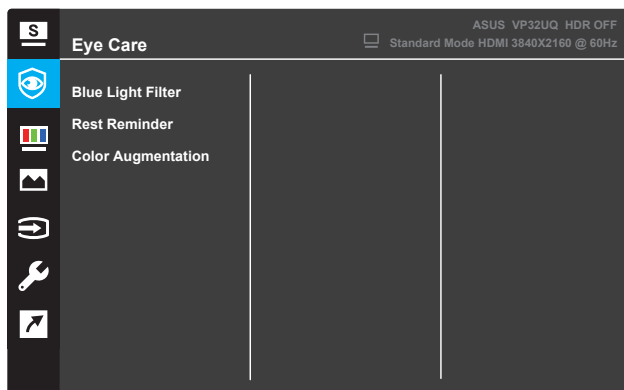 S
ASUS VP32UQ HDR OFF
Eye Care
Standard Mode HDMI 3840X2160 @ 60Hz
Blue Light Filter
Rest Reminder
Color Augmentation